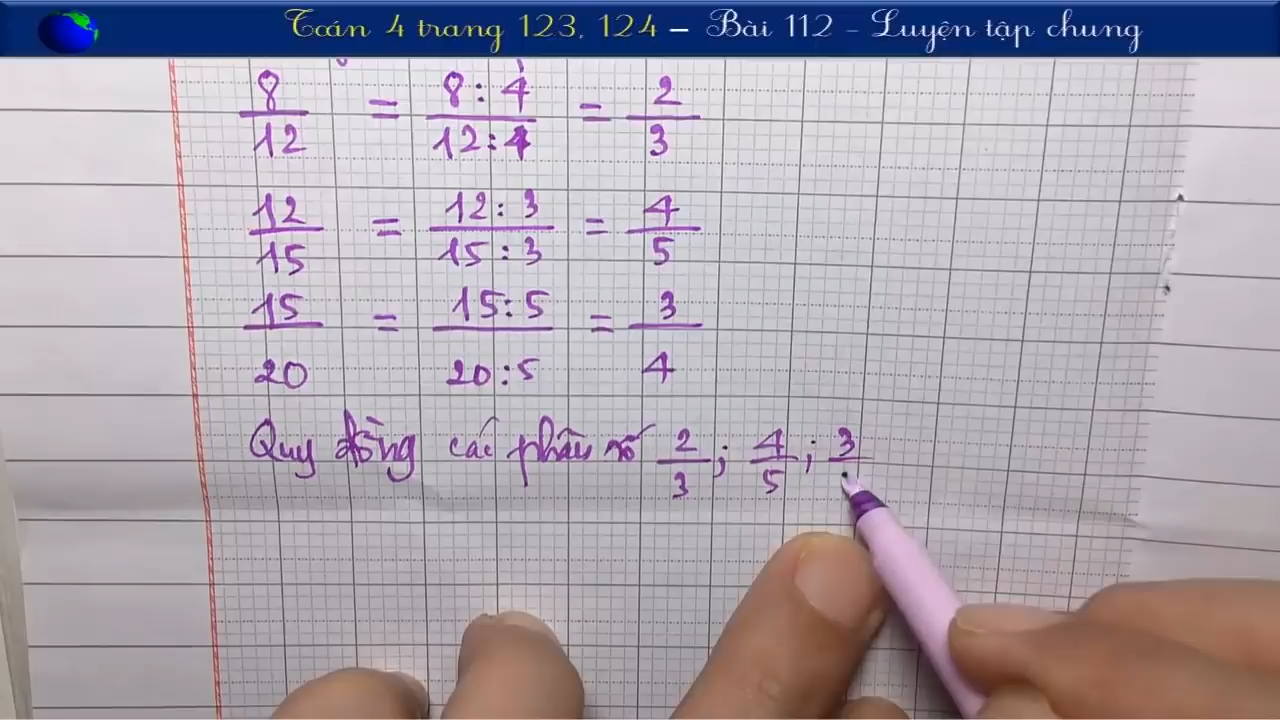 Toán 4 trang 123, 124 – Bài 112 - Luyện tập chung
8/12 = 8:4/12:4 = 2/3
12/15 = 12:3/15:3 = 4/5
15/20 = 15:5/20:5 = 3/4
Quy đồng các phân số 2/3; 4/5; 3/